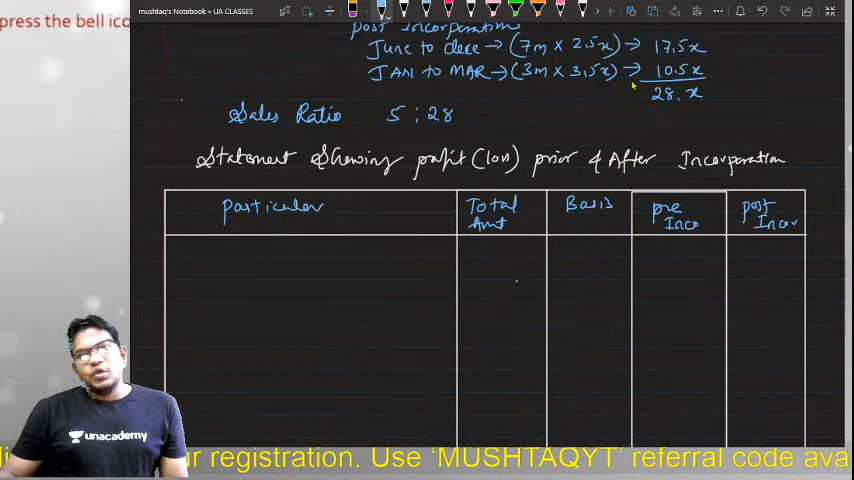 press the bell ico
mushtaq's Notebook » UA CLASSES
post Incorporation
June to Dece → (7m × 2.5x) → 17.5x
JAN to MAR → (3m × 3.5x) → 10.5x
28.x
Sales Ratio 5 : 28
Statement Showing profit (loss) prior & After Incorporation
particular Total Amt Basis pre Inco post Incor
unacademy
ur registration. Use ‘MUSHTAQYT’ referral code ava